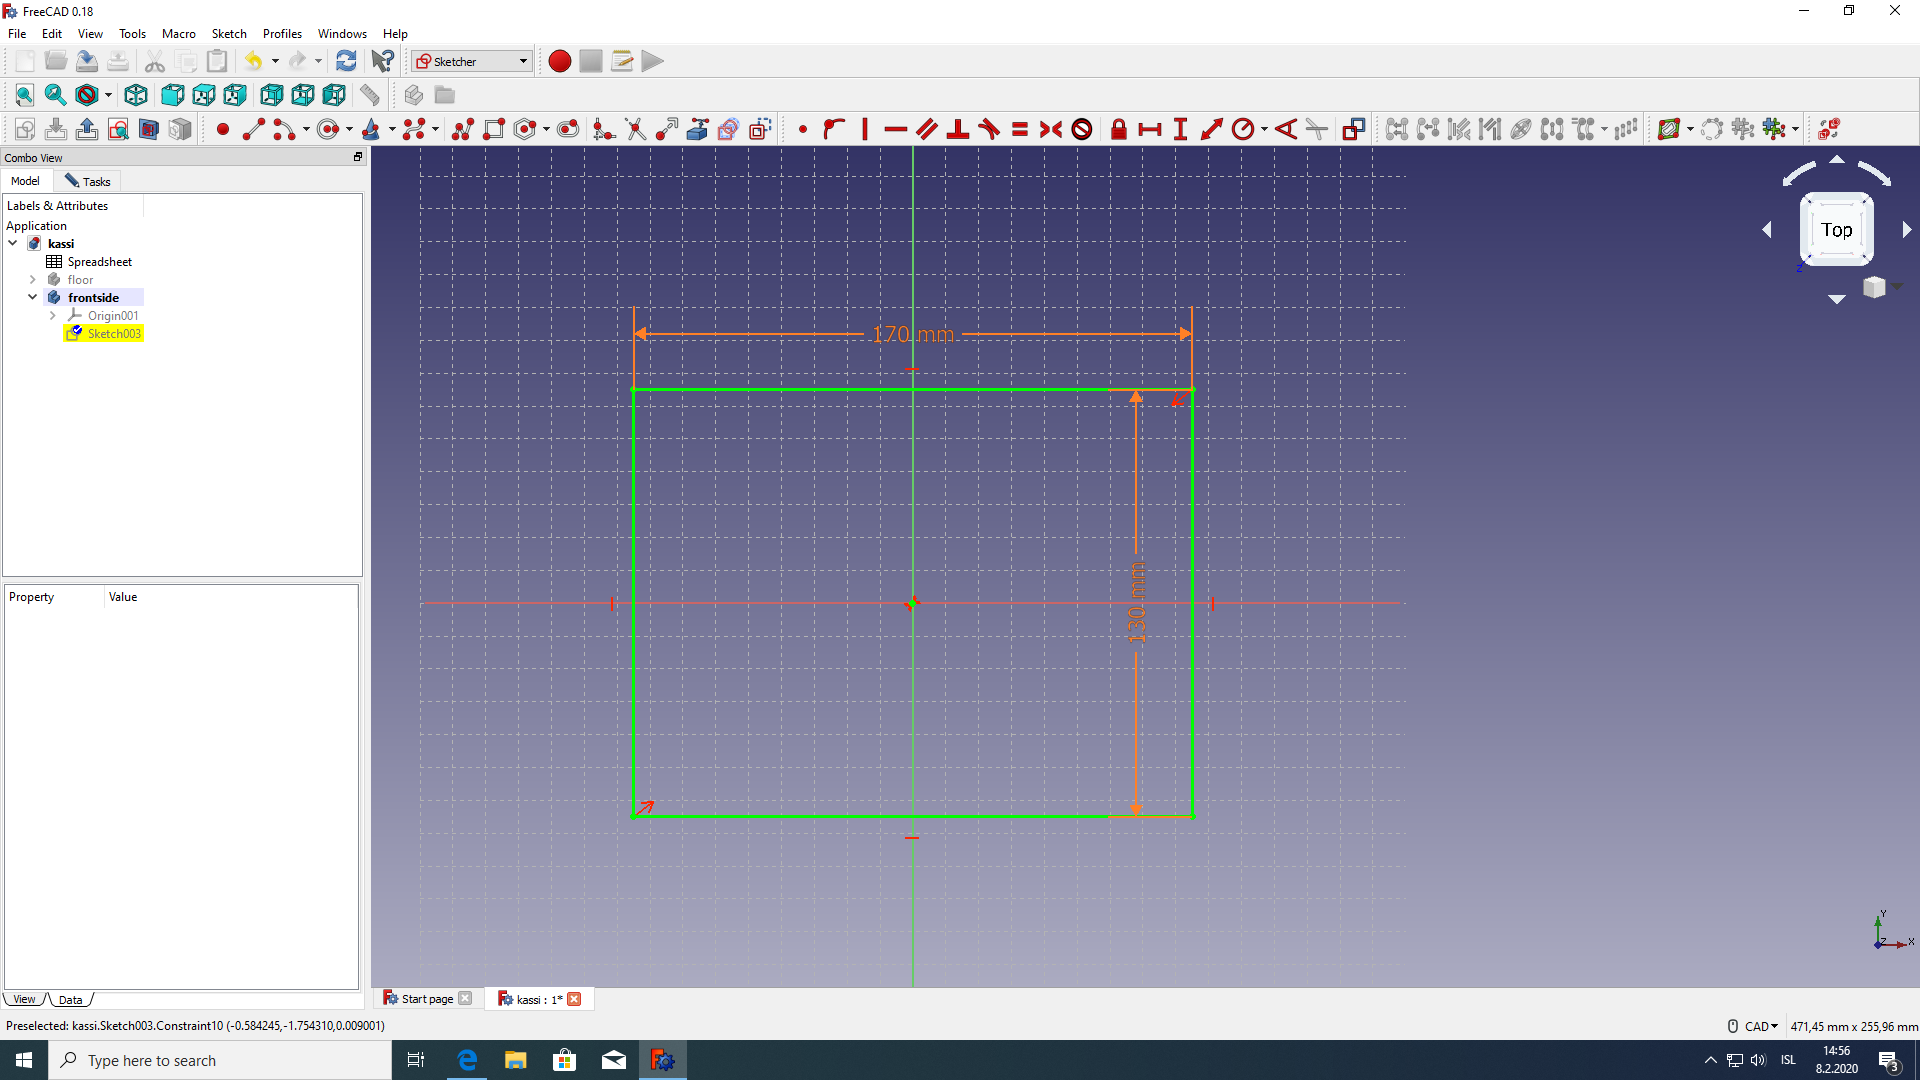 FreeCAD 0.18
File Edit View Tools Macro Sketch Profiles Windows Help
Sketcher
Combo View
Model Tasks
Labels & Attributes
Application
kassi
Spreadsheet
floor
frontside
Origin001
Sketch003
Property Value
View Data
170 mm
130 mm
Top
Z
Y
Z X
Start page kassi : 1*
Preselected: kassi.Sketch003.Constraint10 (-0.584245,-1.754310,0.009001)
CAD 471,45 mm x 255,96 mm
Type here to search
ISL
14:56
8.2.2020
3